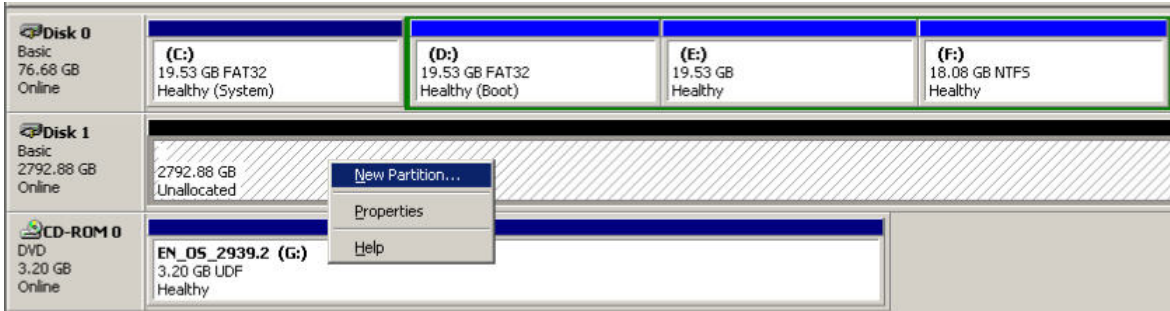 Disk 0
Basic
76.68 GB
Online
(C:)
19.53 GB FAT32
Healthy (System)
(D:)
19.53 GB FAT32
Healthy (Boot)
(E:)
19.53 GB
Healthy
(F:)
18.08 GB NTFS
Healthy
Disk 1
Basic
2792.88 GB
Online
2792.88 GB
Unallocated
New Partition...
Properties
Help
CD-ROM 0
DVD
3.20 GB
Online
EN_OS_2939.2 (G:)
3.20 GB UDF
Healthy